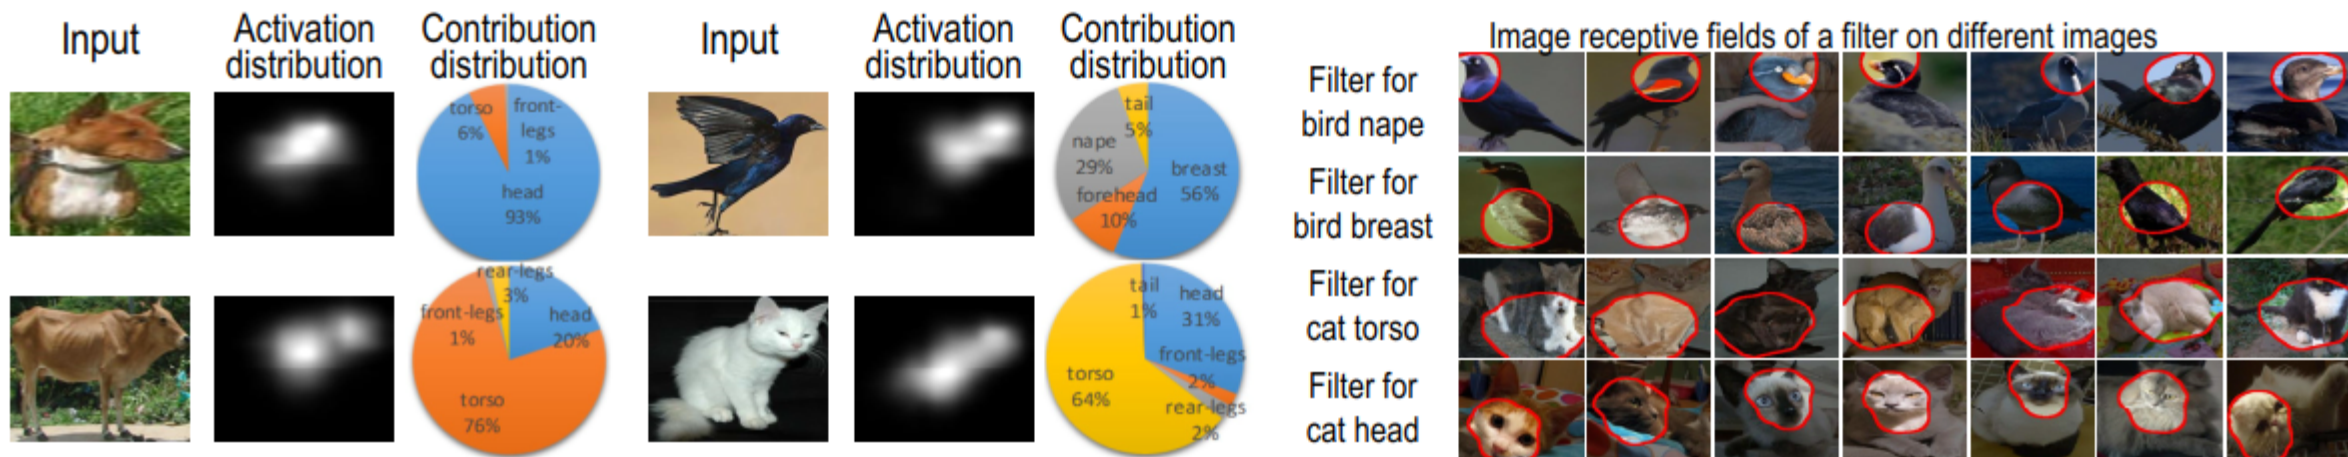 Input
Activation
distribution
Contribution
distribution
Input
Activation
distribution
Contribution
distribution
torso
6%
front-
legs
1%
head
93%
tail
5%
nape
29%
breast
56%
forehead
10%
rear-legs
3%
front-legs
1%
head
20%
torso
76%
tail
1%
head
31%
front-legs
2%
torso
64%
rear-legs
2%
Image receptive fields of a filter on different images
Filter for
bird nape
Filter for
bird breast
Filter for
cat torso
Filter for
cat head